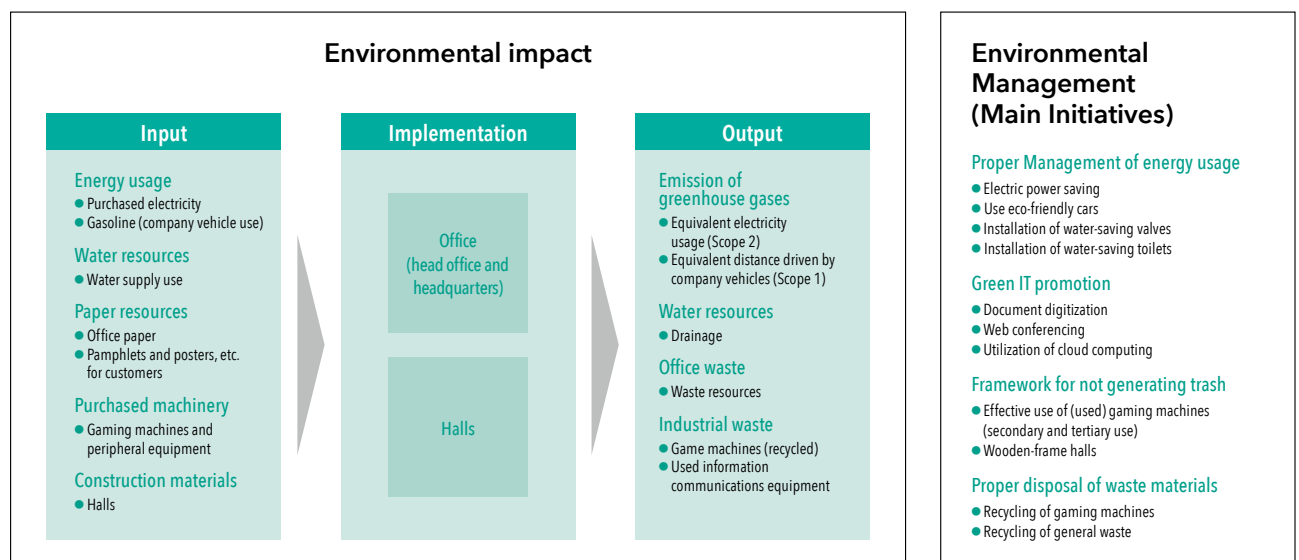 Environmental impact
Input
Energy usage
● Purchased electricity
● Gasoline (company vehicle use)
Water resources
● Water supply use
Paper resources
● Office paper
● Pamphlets and posters, etc.
for customers
Purchased machinery
● Gaming machines and
peripheral equipment
Construction materials
● Halls
Implementation
Office
(head office and
headquarters)
Halls
Output
Emission of
greenhouse gases
● Equivalent electricity
usage (Scope 2)
● Equivalent distance driven by
company vehicles (Scope 1)
Water resources
● Drainage
Office waste
● Waste resources
Industrial waste
● Game machines (recycled)
● Used information
communications equipment
Environmental
Management
(Main Initiatives)
Proper Management of energy usage
● Electric power saving
● Use eco-friendly cars
● Installation of water-saving valves
● Installation of water-saving toilets
Green IT promotion
● Document digitization
● Web conferencing
● Utilization of cloud computing
Framework for not generating trash
● Effective use of (used) gaming machines
(secondary and tertiary use)
● Wooden-frame halls
Proper disposal of waste materials
● Recycling of gaming machines
● Recycling of general waste